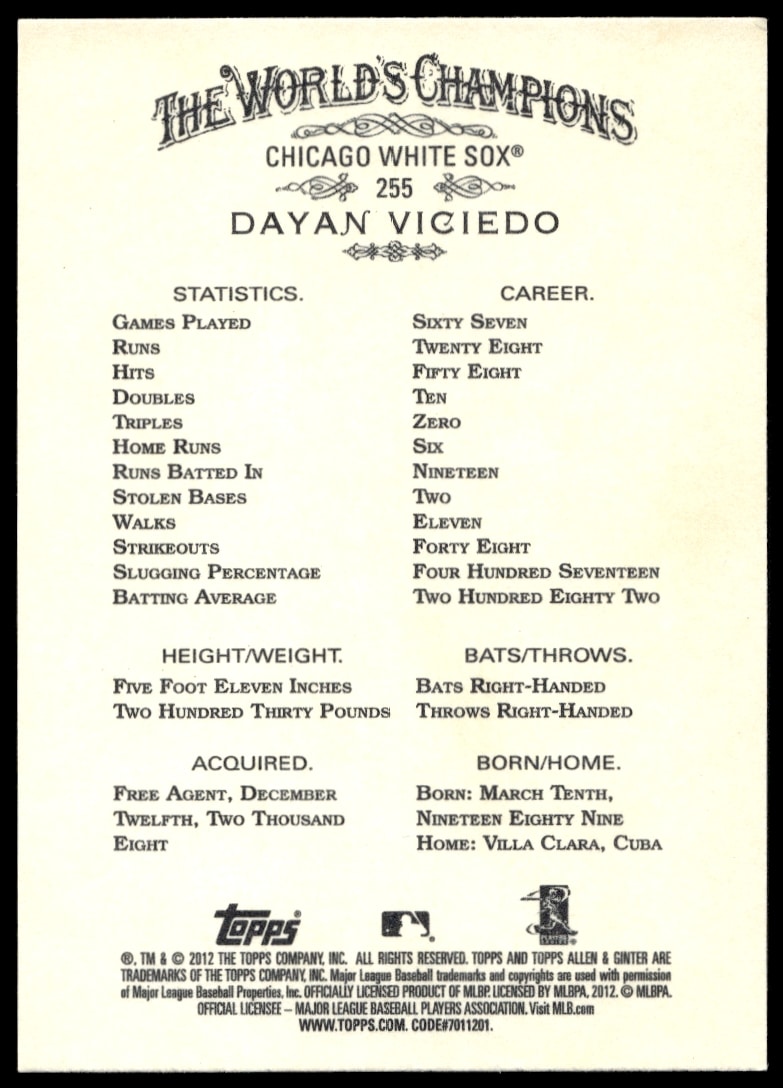 THE WORLD'S CHAMPIONS
CHICAGO WHITE SOX®
255
DAYAN VICIEDO
STATISTICS. CAREER.
GAMES PLAYED SIXTY SEVEN
RUNS TWENTY EIGHT
HITS FIFTY EIGHT
DOUBLES TEN
TRIPLES ZERO
HOME RUNS SIX
RUNS BATTED IN NINETEEN
STOLEN BASES TWO
WALKS ELEVEN
STRIKEOUTS FORTY EIGHT
SLUGGING PERCENTAGE FOUR HUNDRED SEVENTEEN
BATTING AVERAGE TWO HUNDRED EIGHTY TWO
HEIGHT/WEIGHT. BATS/THROWS.
FIVE FOOT ELEVEN INCHES BATS RIGHT-HANDED
TWO HUNDRED THIRTY POUNDS THROWS RIGHT-HANDED
ACQUIRED. BORN/HOME.
FREE AGENT, DECEMBER BORN: MARCH TENTH,
TWELFTH, TWO THOUSAND NINETEEN EIGHTY NINE
EIGHT HOME: VILLA CLARA, CUBA
Topps®
®, TM & © 2012 THE TOPPS COMPANY, INC. ALL RIGHTS RESERVED. TOPPS AND TOPPS ALLEN & GINTER ARE
TRADEMARKS OF THE TOPPS COMPANY, INC. Major League Baseball trademarks and copyrights are used with permission
of Major League Baseball Properties, Inc. OFFICIALLY LICENSED PRODUCT OF MLBP. LICENSED BY MLBPA, 2012. © MLBPA.
OFFICIAL LICENSEE – MAJOR LEAGUE BASEBALL PLAYERS ASSOCIATION. Visit MLB.com
WWW.TOPPS.COM. CODE#7011201.